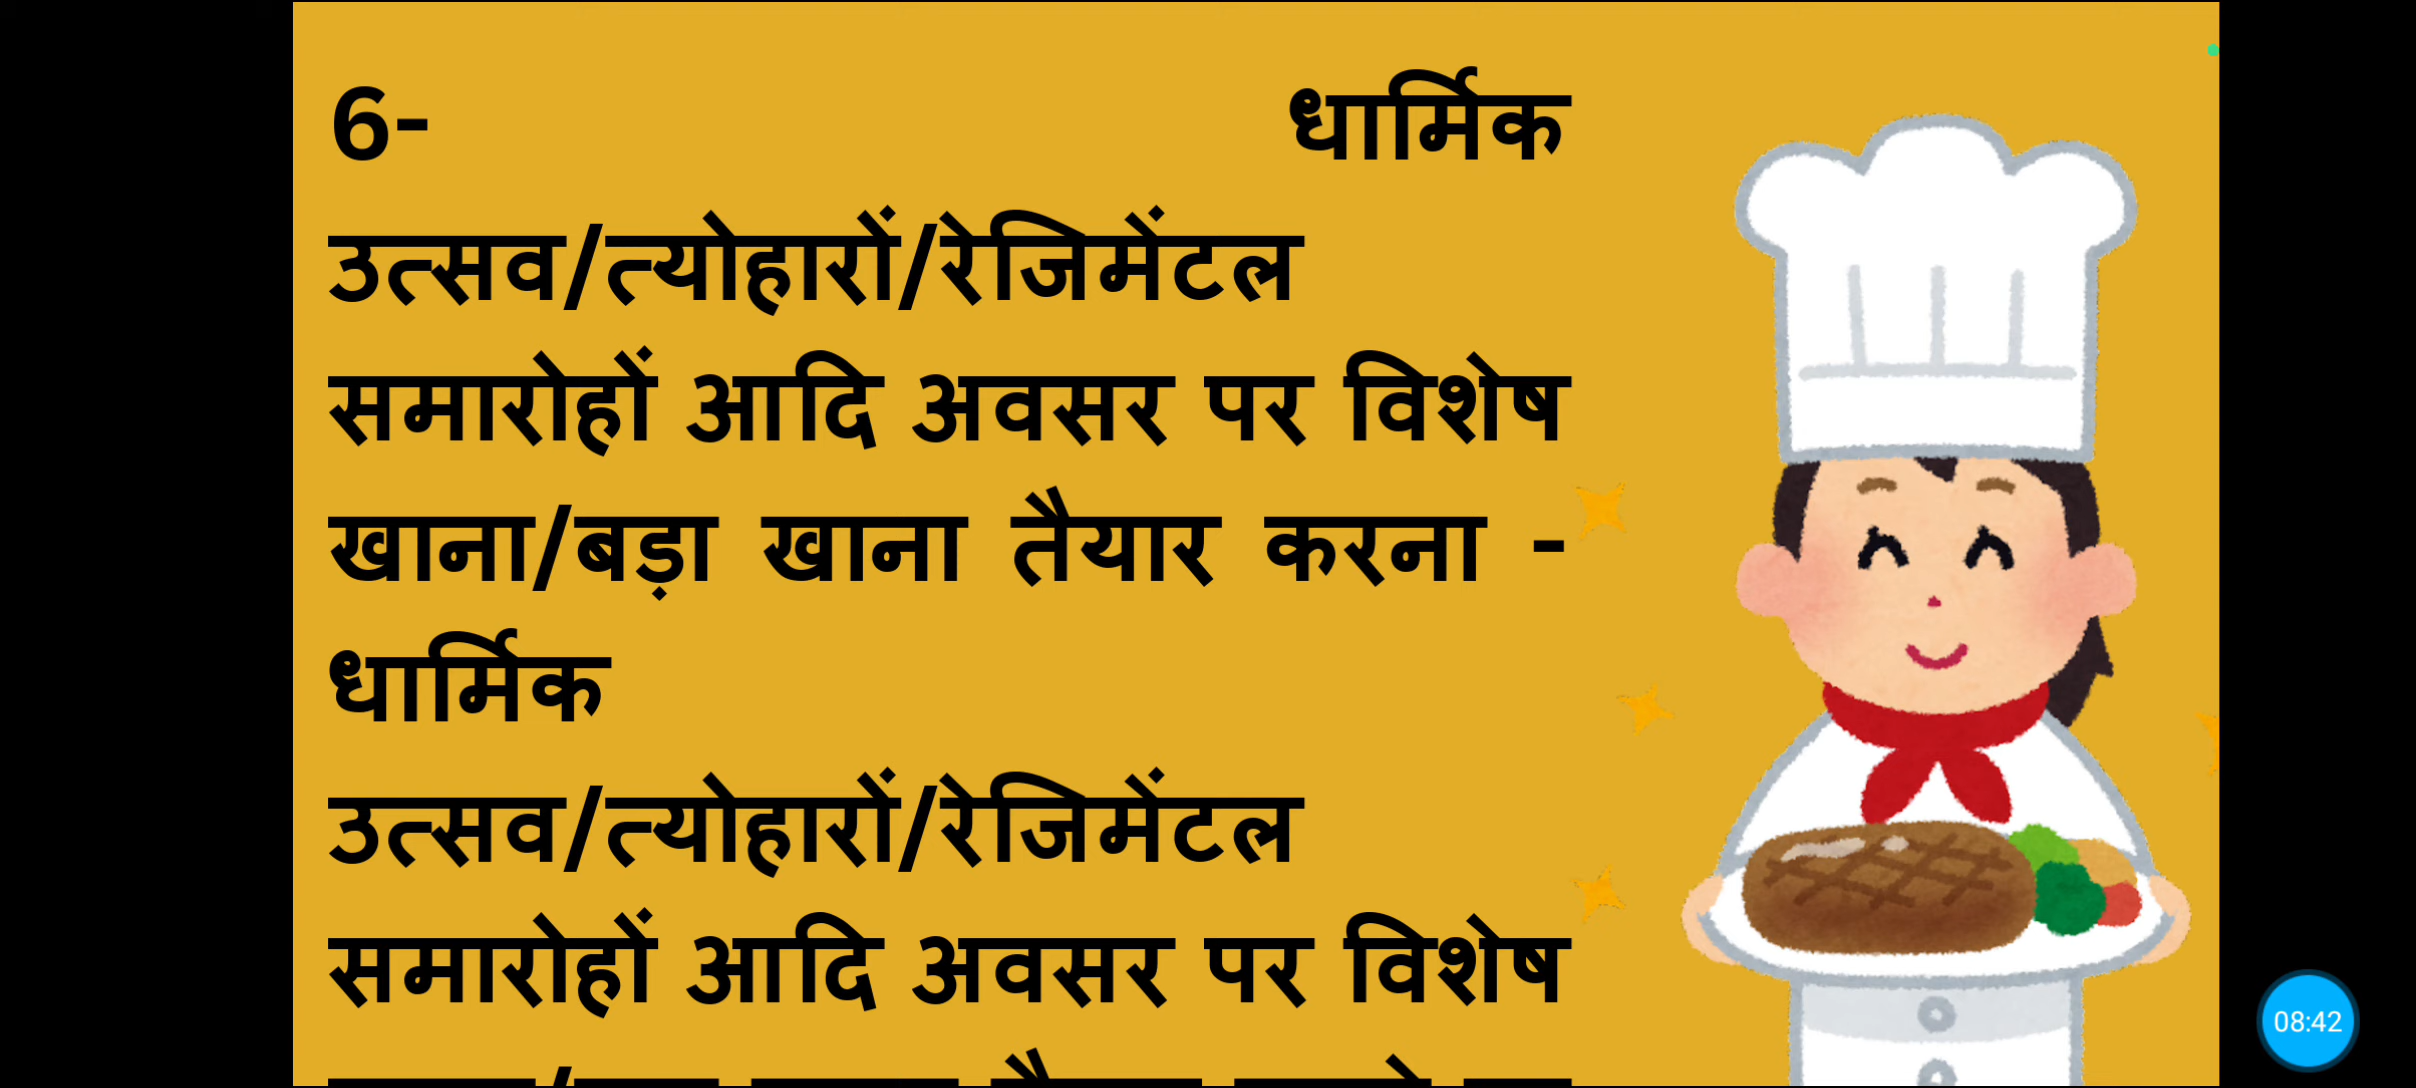 6- धार्मिक
उत्सव/त्योहारों/रेजिमेंटल
समारोहों आदि अवसर पर विशेष
खाना/बड़ा खाना तैयार करना -
धार्मिक
उत्सव/त्योहारों/रेजिमेंटल
समारोहों आदि अवसर पर विशेष
08:42